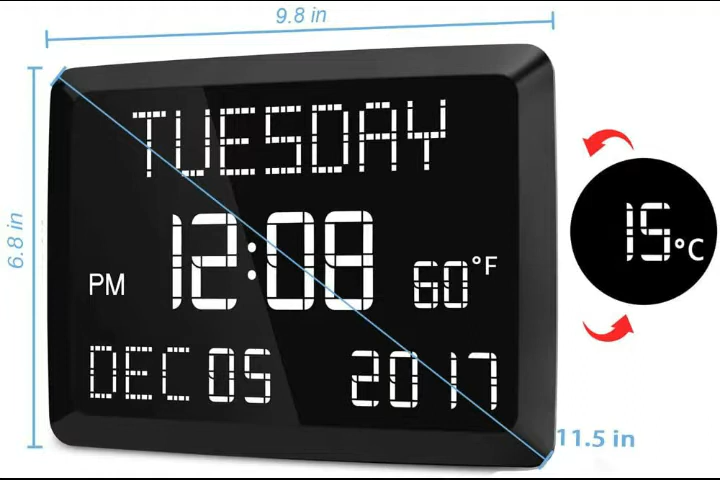 9.8 in
6.8 in
TUESDAY
PM 12:08 60°F
15°C
DEC 05 2017
11.5 in